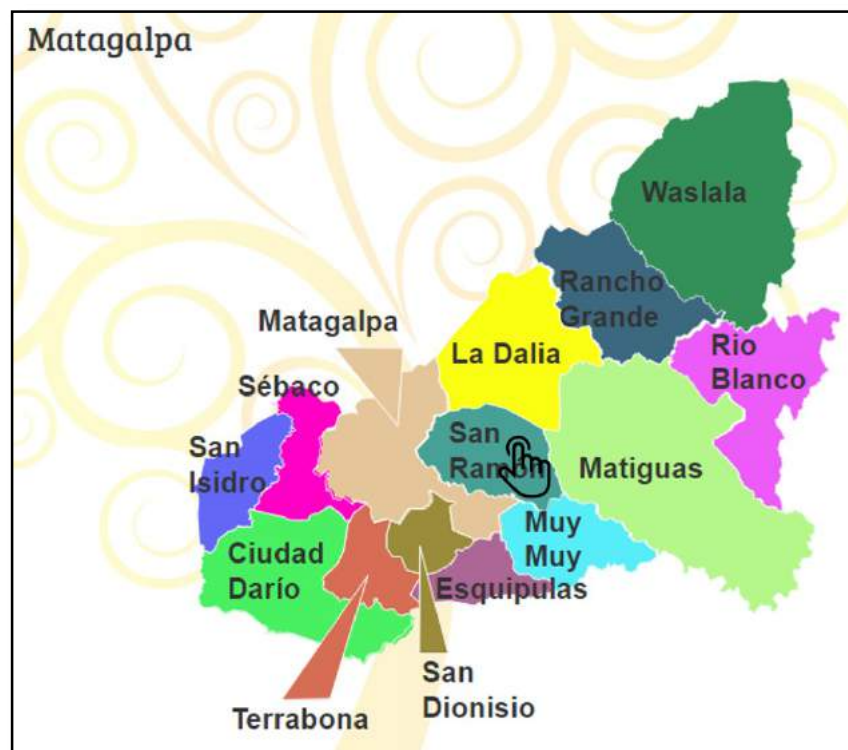 Matagalpa
Waslala
Rancho
Grande
Matagalpa
La Dalia
Rio
Blanco
Sébaco
San
Isidro
San
Ramón
Matiguas
Muy
Muy
Ciudad
Darío
Esquipulas
San
Dionisio
Terrabona